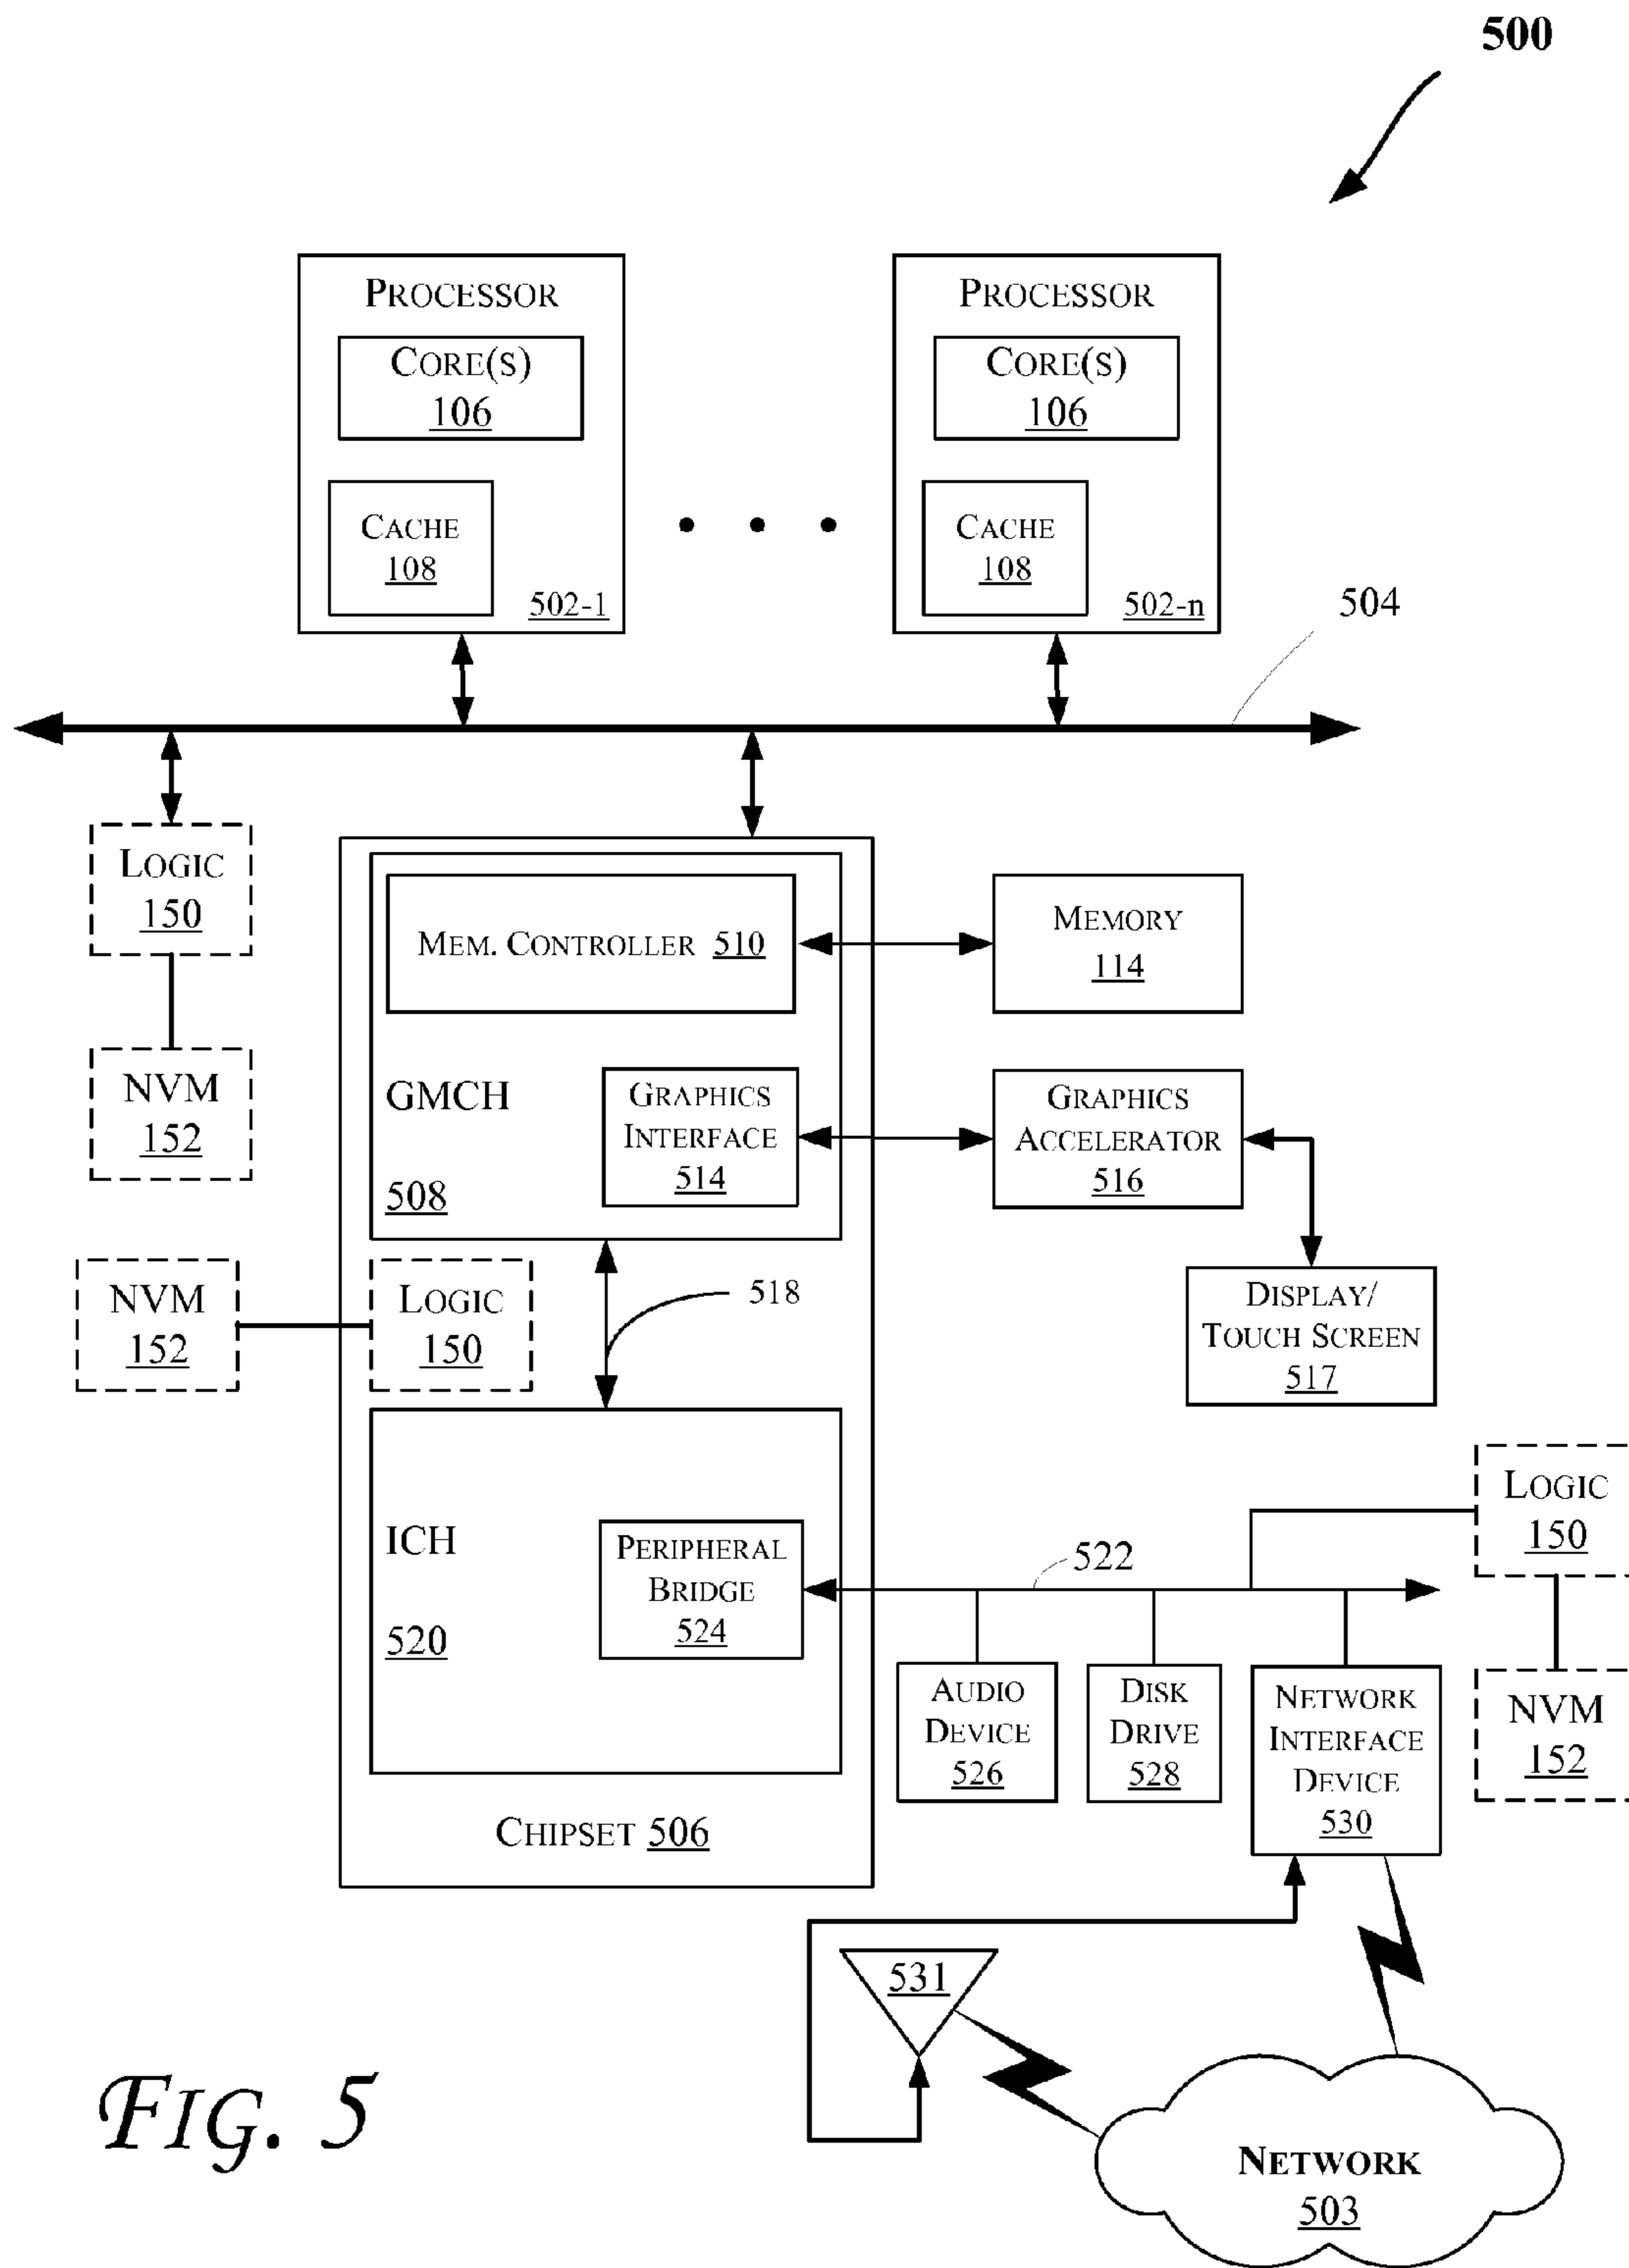 500
PROCESSOR
CORE(S)
106
CACHE
108
502-1
PROCESSOR
CORE(S)
106
CACHE
108
502-n
504
LOGIC
150
NVM
152
MEM. CONTROLLER 510
GMCH
508
GRAPHICS
INTERFACE
514
MEMORY
114
GRAPHICS
ACCELERATOR
516
DISPLAY/
TOUCH SCREEN
517
NVM
152
LOGIC
150
518
ICH
520
PERIPHERAL
BRIDGE
524
522
LOGIC
150
NVM
152
AUDIO
DEVICE
526
DISK
DRIVE
528
NETWORK
INTERFACE
DEVICE
530
CHIPSET 506
531
NETWORK
503
FIG. 5